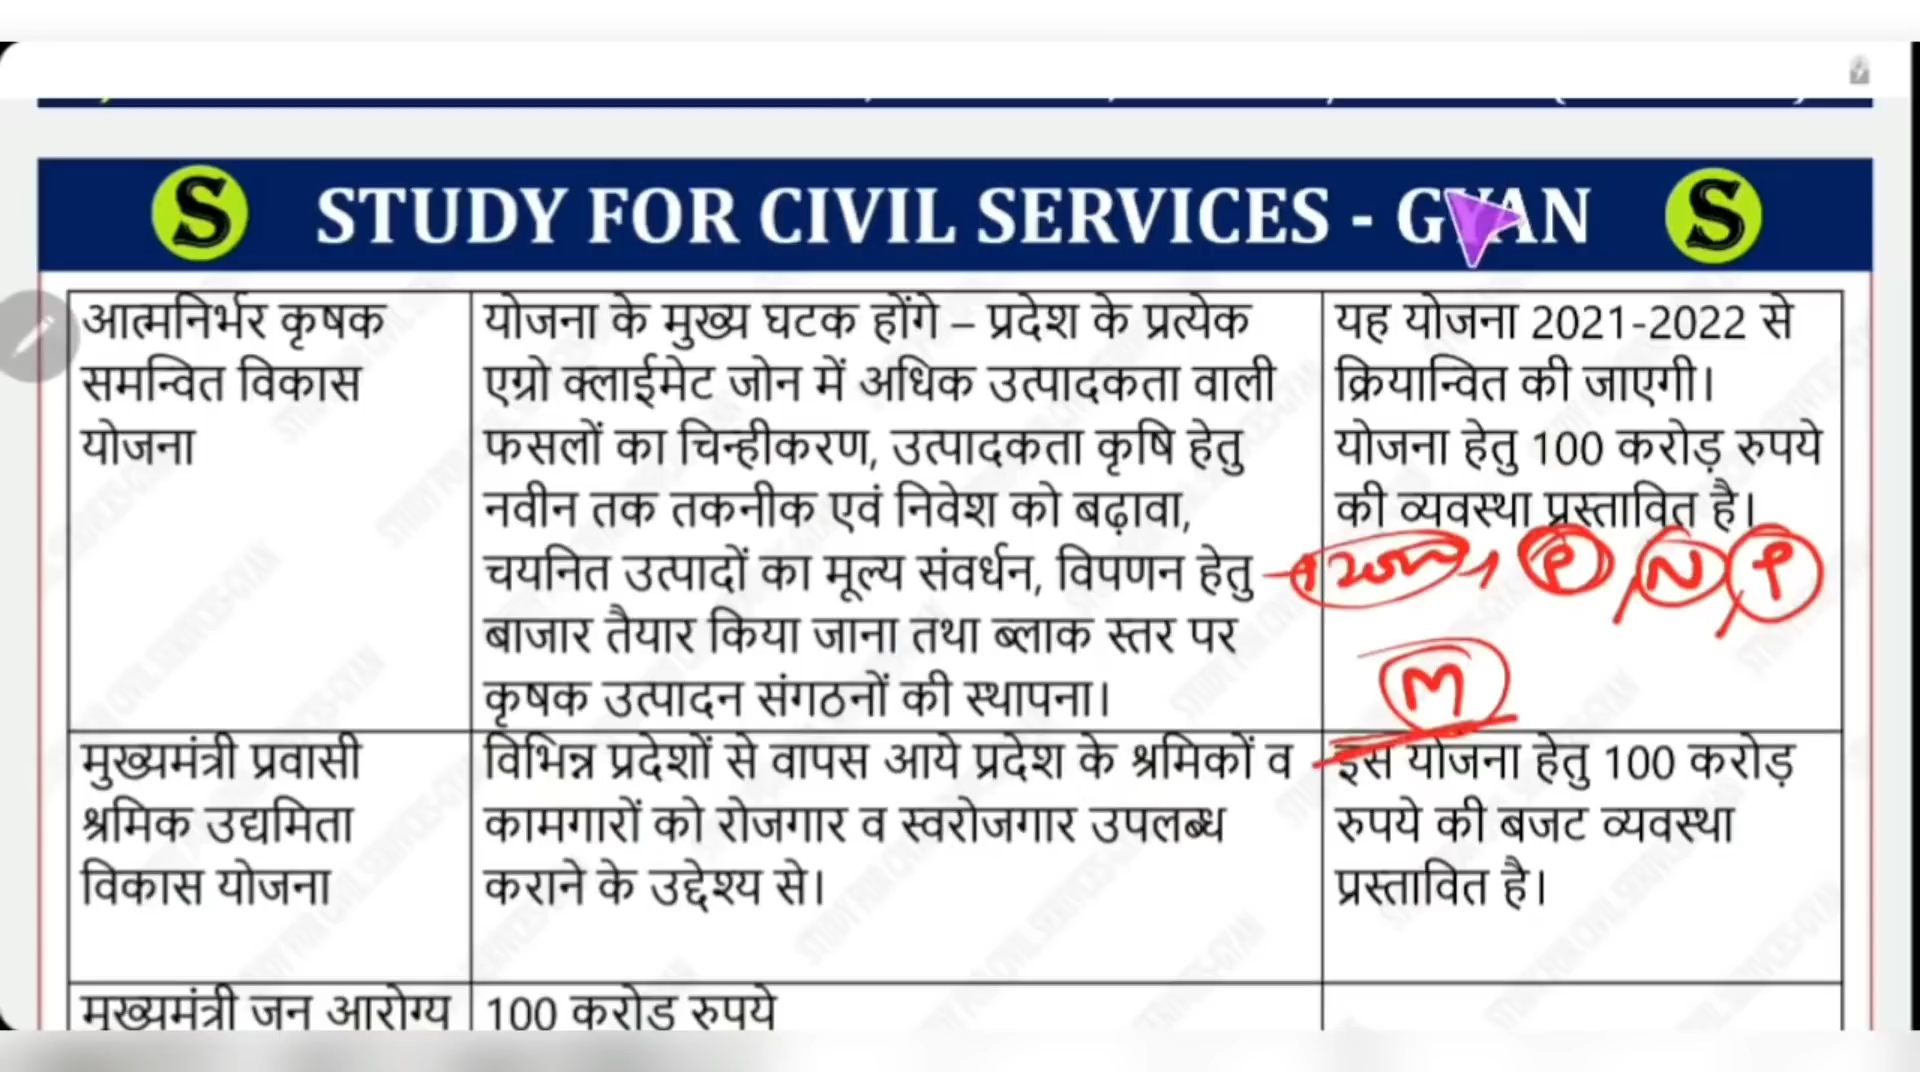 S STUDY FOR CIVIL SERVICES - GYAN S
आत्मनिर्भर कृषक
समन्वित विकास
योजना
योजना के मुख्य घटक होंगे – प्रदेश के प्रत्येक
एग्रो क्लाईमेट जोन में अधिक उत्पादकता वाली
फसलों का चिन्हीकरण, उत्पादकता कृषि हेतु
नवीन तक तकनीक एवं निवेश को बढ़ावा,
चयनित उत्पादों का मूल्य संवर्धन, विपणन हेतु
बाजार तैयार किया जाना तथा ब्लाक स्तर पर
कृषक उत्पादन संगठनों की स्थापना।
यह योजना 2021-2022 से
क्रियान्वित की जाएगी।
योजना हेतु 100 करोड़ रुपये
की व्यवस्था प्रस्तावित है।
P N P
M
मुख्यमंत्री प्रवासी
श्रमिक उद्यमिता
विकास योजना
विभिन्न प्रदेशों से वापस आये प्रदेश के श्रमिकों व
कामगारों को रोजगार व स्वरोजगार उपलब्ध
कराने के उद्देश्य से।
इस योजना हेतु 100 करोड़
रुपये की बजट व्यवस्था
प्रस्तावित है।
मुख्यमंत्री जन आरोग्य
100 करोड़ रुपये